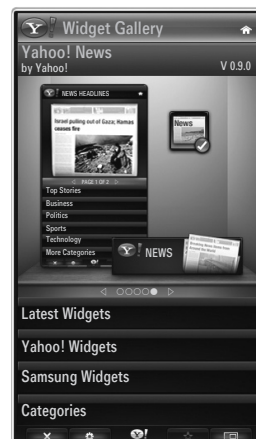 Y! Widget Gallery
Yahoo! News
by Yahoo!
V 0.9.0
Y! NEWS HEADLINES
Israel pulling out of Gaza; Hamas
ceases fire
PAGE 1 OF 2
Top Stories
Business
Politics
Sports
Technology
More Categories
News
Y! NEWS
Latest Widgets
Yahoo! Widgets
Samsung Widgets
Categories
Y!